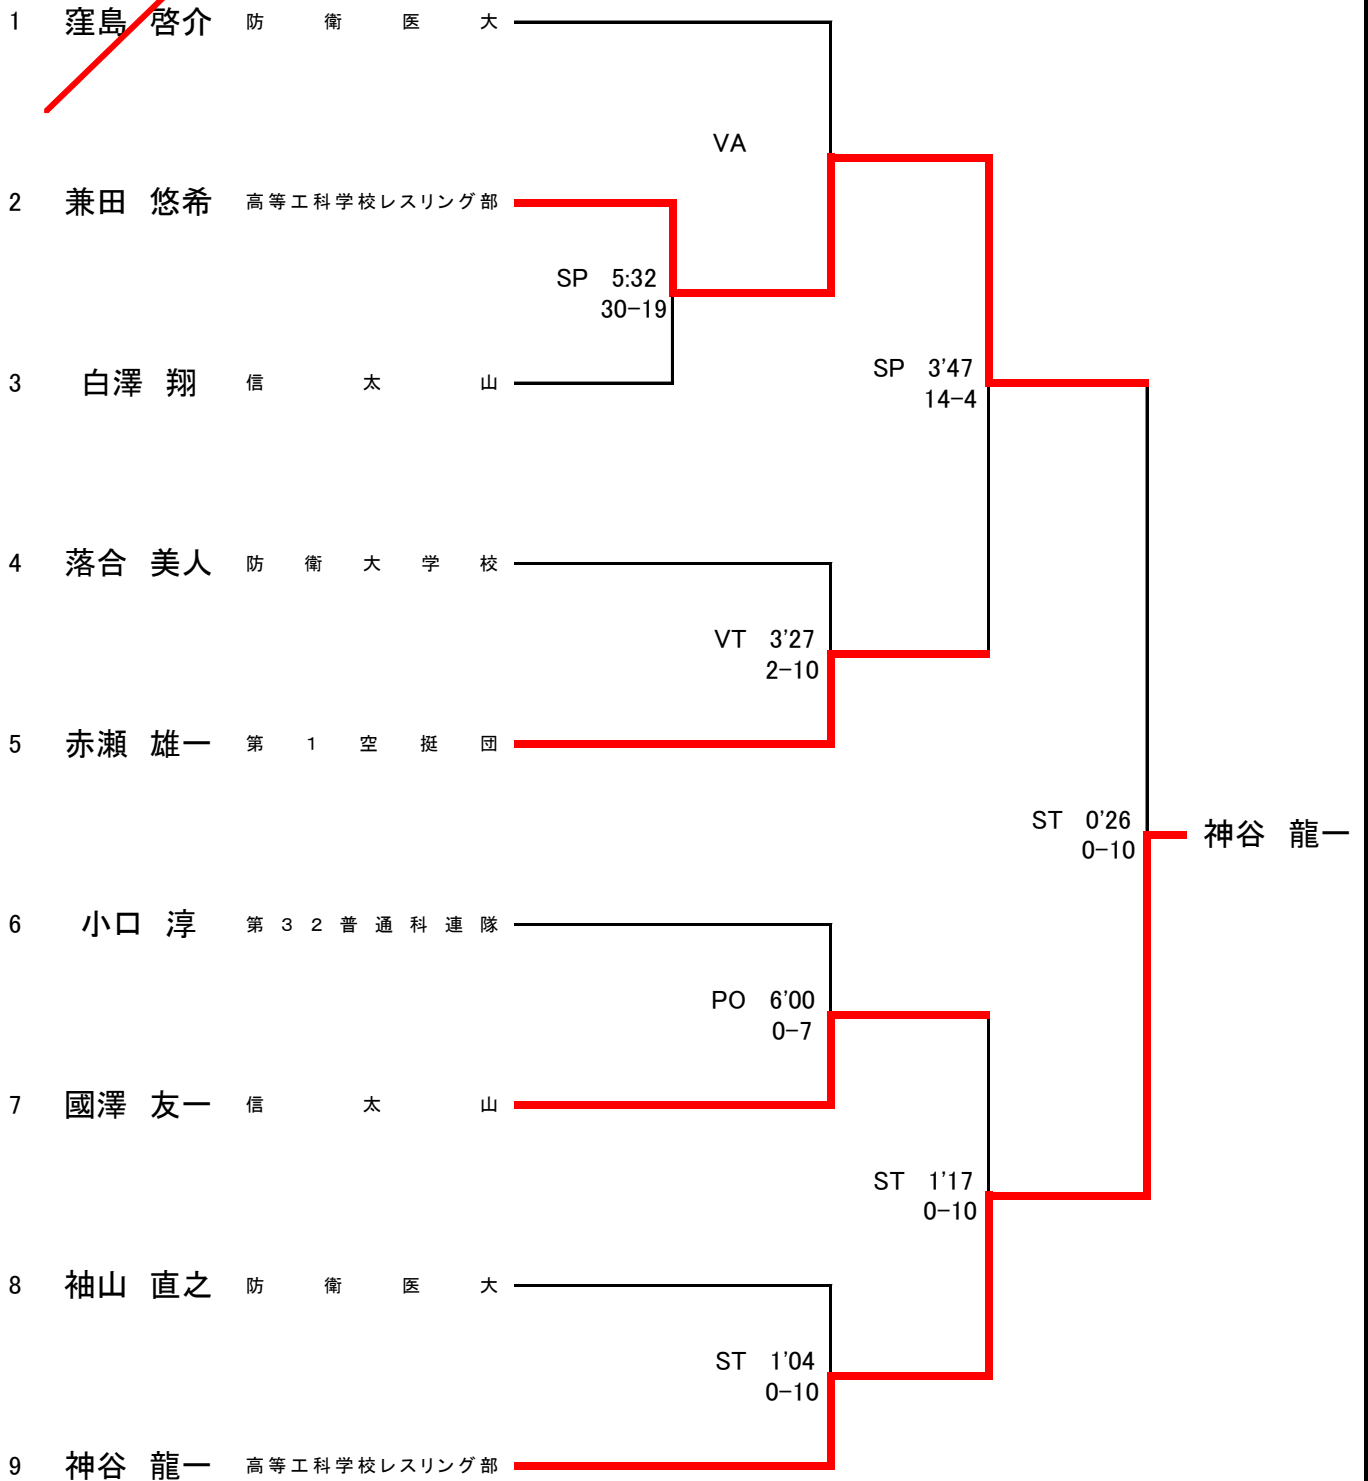 1 窪島 啓介 防衛医大
VA
2 兼田 悠希 高等工科学校レスリング部
SP 5:32
30-19
3 白澤 翔 信太山
SP 3'47
14-4
4 落合 美人 防衛大学校
VT 3'27
2-10
5 赤瀬 雄一 第1空挺団
ST 0'26
0-10
神谷 龍一
6 小口 淳 第32普通科連隊
PO 6'00
0-7
7 國澤 友一 信太山
ST 1'17
0-10
8 袖山 直之 防衛医大
ST 1'04
0-10
9 神谷 龍一 高等工科学校レスリング部